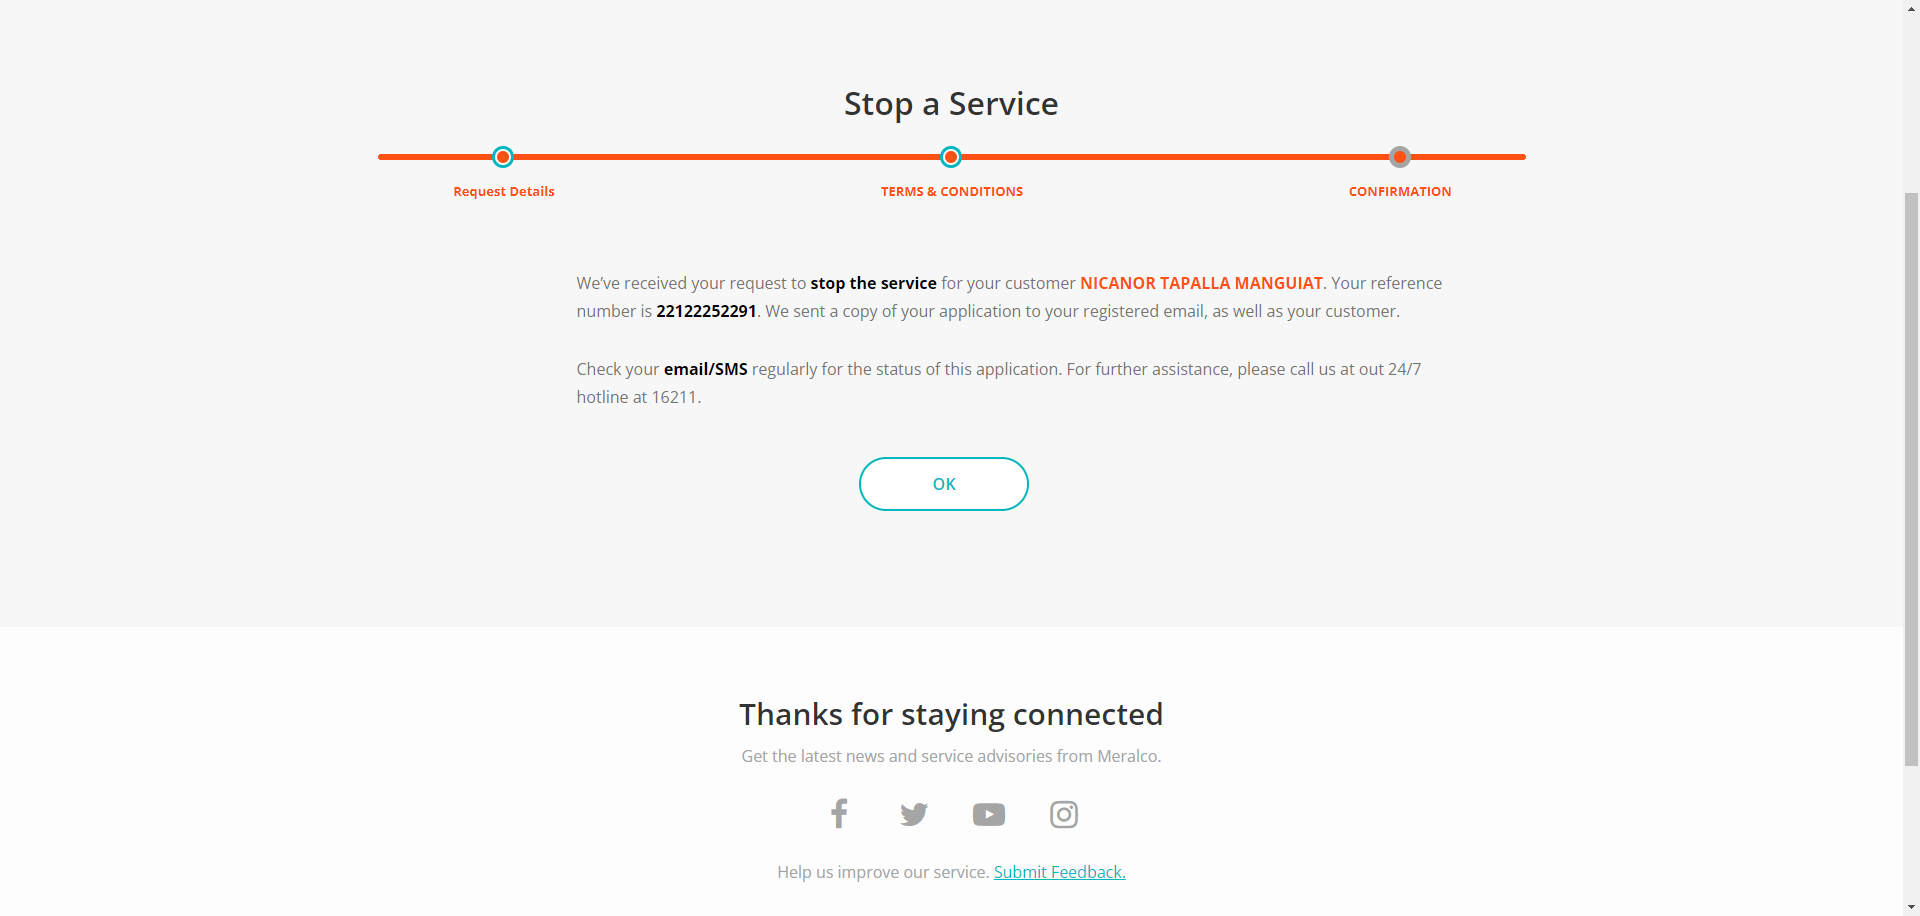 Stop a Service
Request Details
TERMS & CONDITIONS
CONFIRMATION
We’ve received your request to stop the service for your customer NICANOR TAPALLA MANGUIAT. Your reference
number is 22122252291. We sent a copy of your application to your registered email, as well as your customer.
Check your email/SMS regularly for the status of this application. For further assistance, please call us at out 24/7
hotline at 16211.
OK
Thanks for staying connected
Get the latest news and service advisories from Meralco.
Help us improve our service. Submit Feedback.